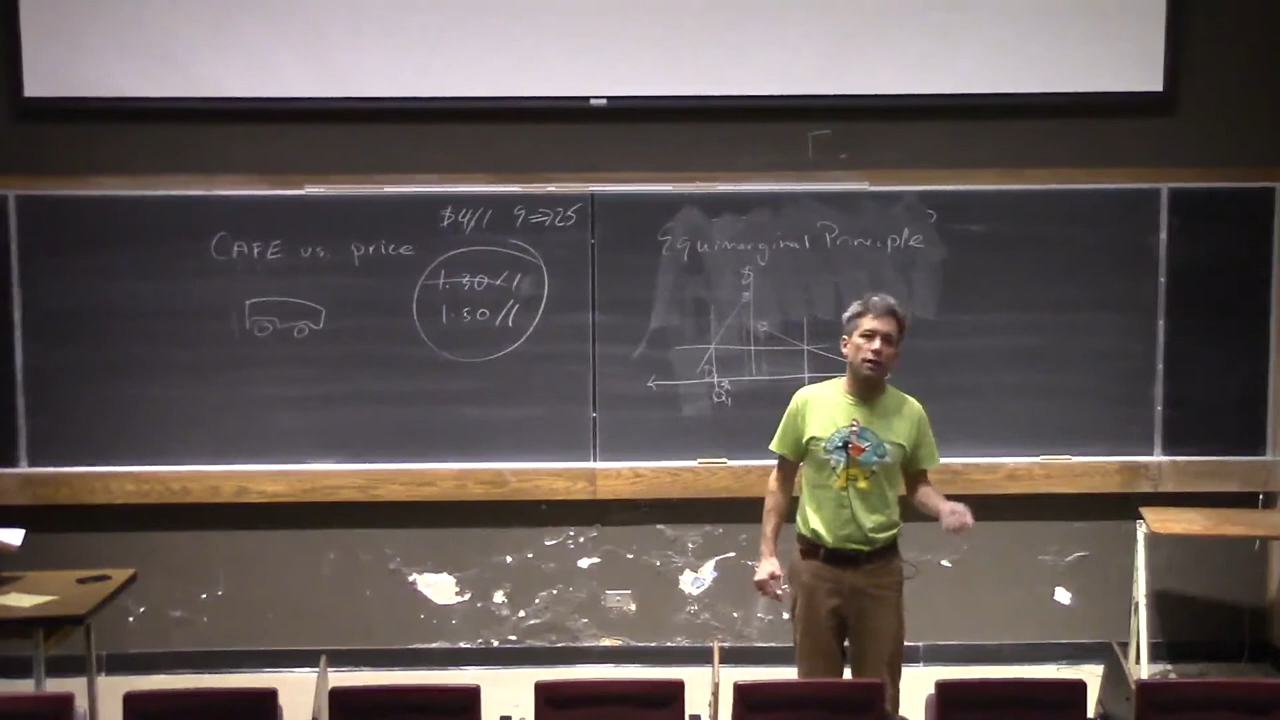 $4/l 9⇒25
CAFE vs. price
1.30/l
1.50/l
Equimarginal Principle
$
Q1